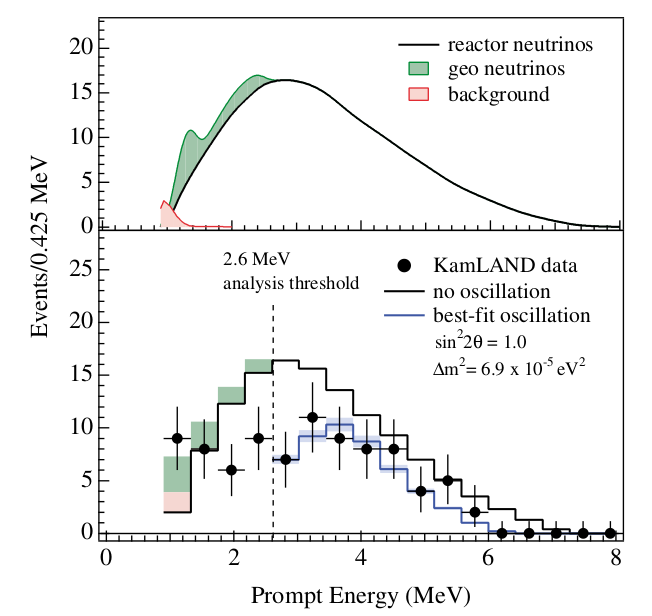 20
15
10
5
0
reactor neutrinos
geo neutrinos
background
Events/0.425 MeV
25
20
15
10
5
0
2.6 MeV
analysis threshold
KamLAND data
no oscillation
best-fit oscillation
sin²2θ = 1.0
Δm²= 6.9 x 10⁻⁵ eV²
0 2 4 6 8
Prompt Energy (MeV)